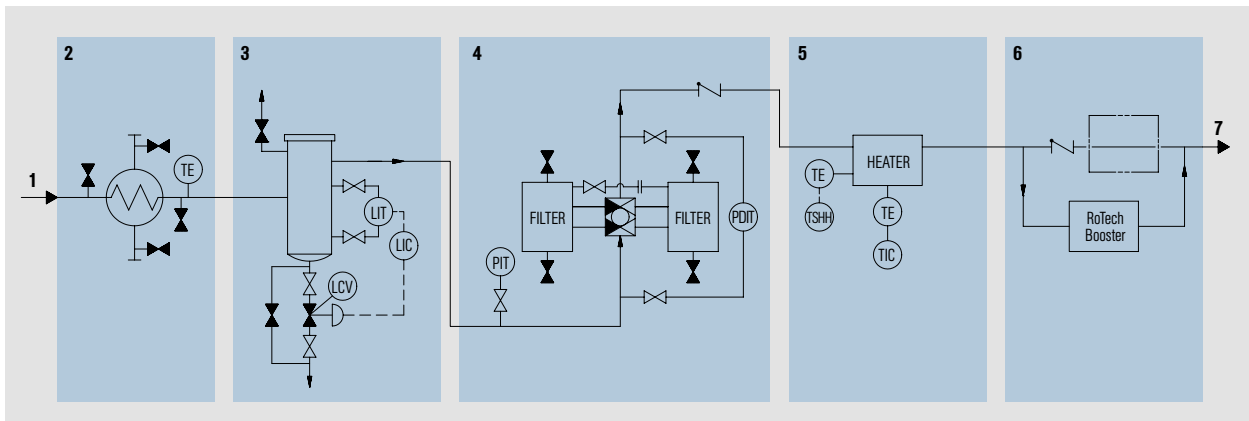 2
3
4
5
6
1
TE
LIT
LIC
LCV
PIT
FILTER
FILTER
PDIT
HEATER
TE
TSHH
TE
TIC
RoTech
Booster
7